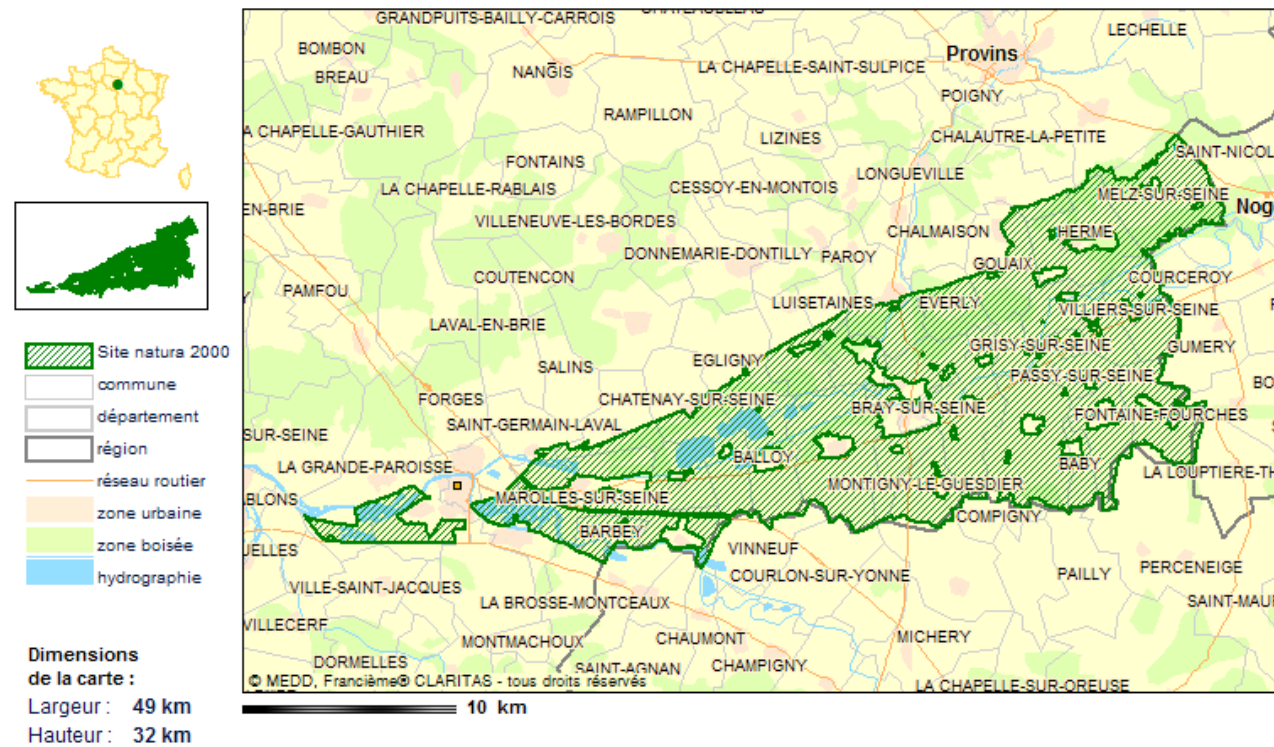 CHATEAUBLEAU
GRANDPUITS-BAILLY-CARROIS
LECHELLE
BOMBON
Provins
NANGIS
LA CHAPELLE-SAINT-SULPICE
BREAU
POIGNY
RAMPILLON
A CHAPELLE-GAUTHIER
LIZINES
CHALAUTRE-LA-PETITE
SAINT-NICOL
FONTAINS
LONGUEVILLE
LA CHAPELLE-RABLAIS
CESSOY-EN-MONTOIS
MELZ-SUR-SEINE
EN-BRIE
Nog
VILLENEUVE-LES-BORDES
CHALMAISON
HERME
DONNEMARIE-DONTILLY
PAROY
GOUAIX
COUTENCON
COURCEROY
PAMFOU
LUISETAINES
EVERLY
VILLIERS-SUR-SEINE
LAVAL-EN-BRIE
GRISY-SUR-SEINE
GUMERY
EGLIGNY
SALINS
PASSY-SUR-SEINE
BO
FORGES
CHATENAY-SUR-SEINE
BRAY-SUR-SEINE
FONTAINE-FOURCHES
SAINT-GERMAIN-LAVAL
SUR-SEINE
BALLOY
BABY
LA GRANDE-PAROISSE
LA LOUPTIERE-TH
MONTIGNY-LE-GUESDIER
ABLONS
MAROLLES-SUR-SEINE
COMPIGNY
BARBEY
UELLES
VINNEUF
PERCENEIGE
COURLON-SUR-YONNE
PAILLY
VILLE-SAINT-JACQUES
LA BROSSE-MONTCEAUX
SAINT-MAU
VILLECERF
MICHERY
MONTMACHOUX
CHAUMONT
DORMELLES
SAINT-AGNAN
CHAMPIGNY
© MEDD, Francième® CLARITAS - tous droits réservés
LA CHAPELLE-SUR-OREUSE
Site natura 2000
commune
département
région
réseau routier
zone urbaine
zone boisée
hydrographie
Dimensions
de la carte :
Largeur : 49 km
Hauteur : 32 km
10 km